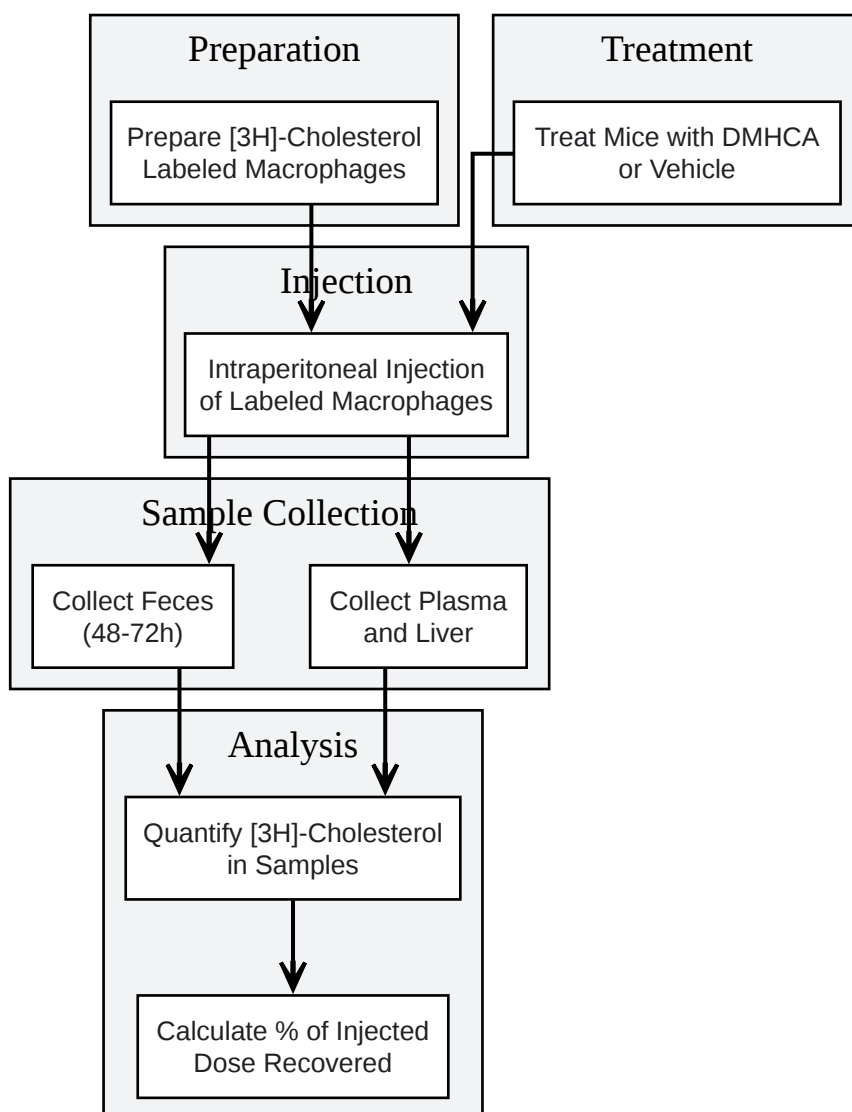 Preparation
Prepare [3H]-Cholesterol
Labeled Macrophages
Treatment
Treat Mice with DMHCA
or Vehicle
Injection
Intraperitoneal Injection
of Labeled Macrophages
Sample Collection
Collect Feces
(48-72h)
Collect Plasma
and Liver
Analysis
Quantify [3H]-Cholesterol
in Samples
Calculate % of Injected
Dose Recovered